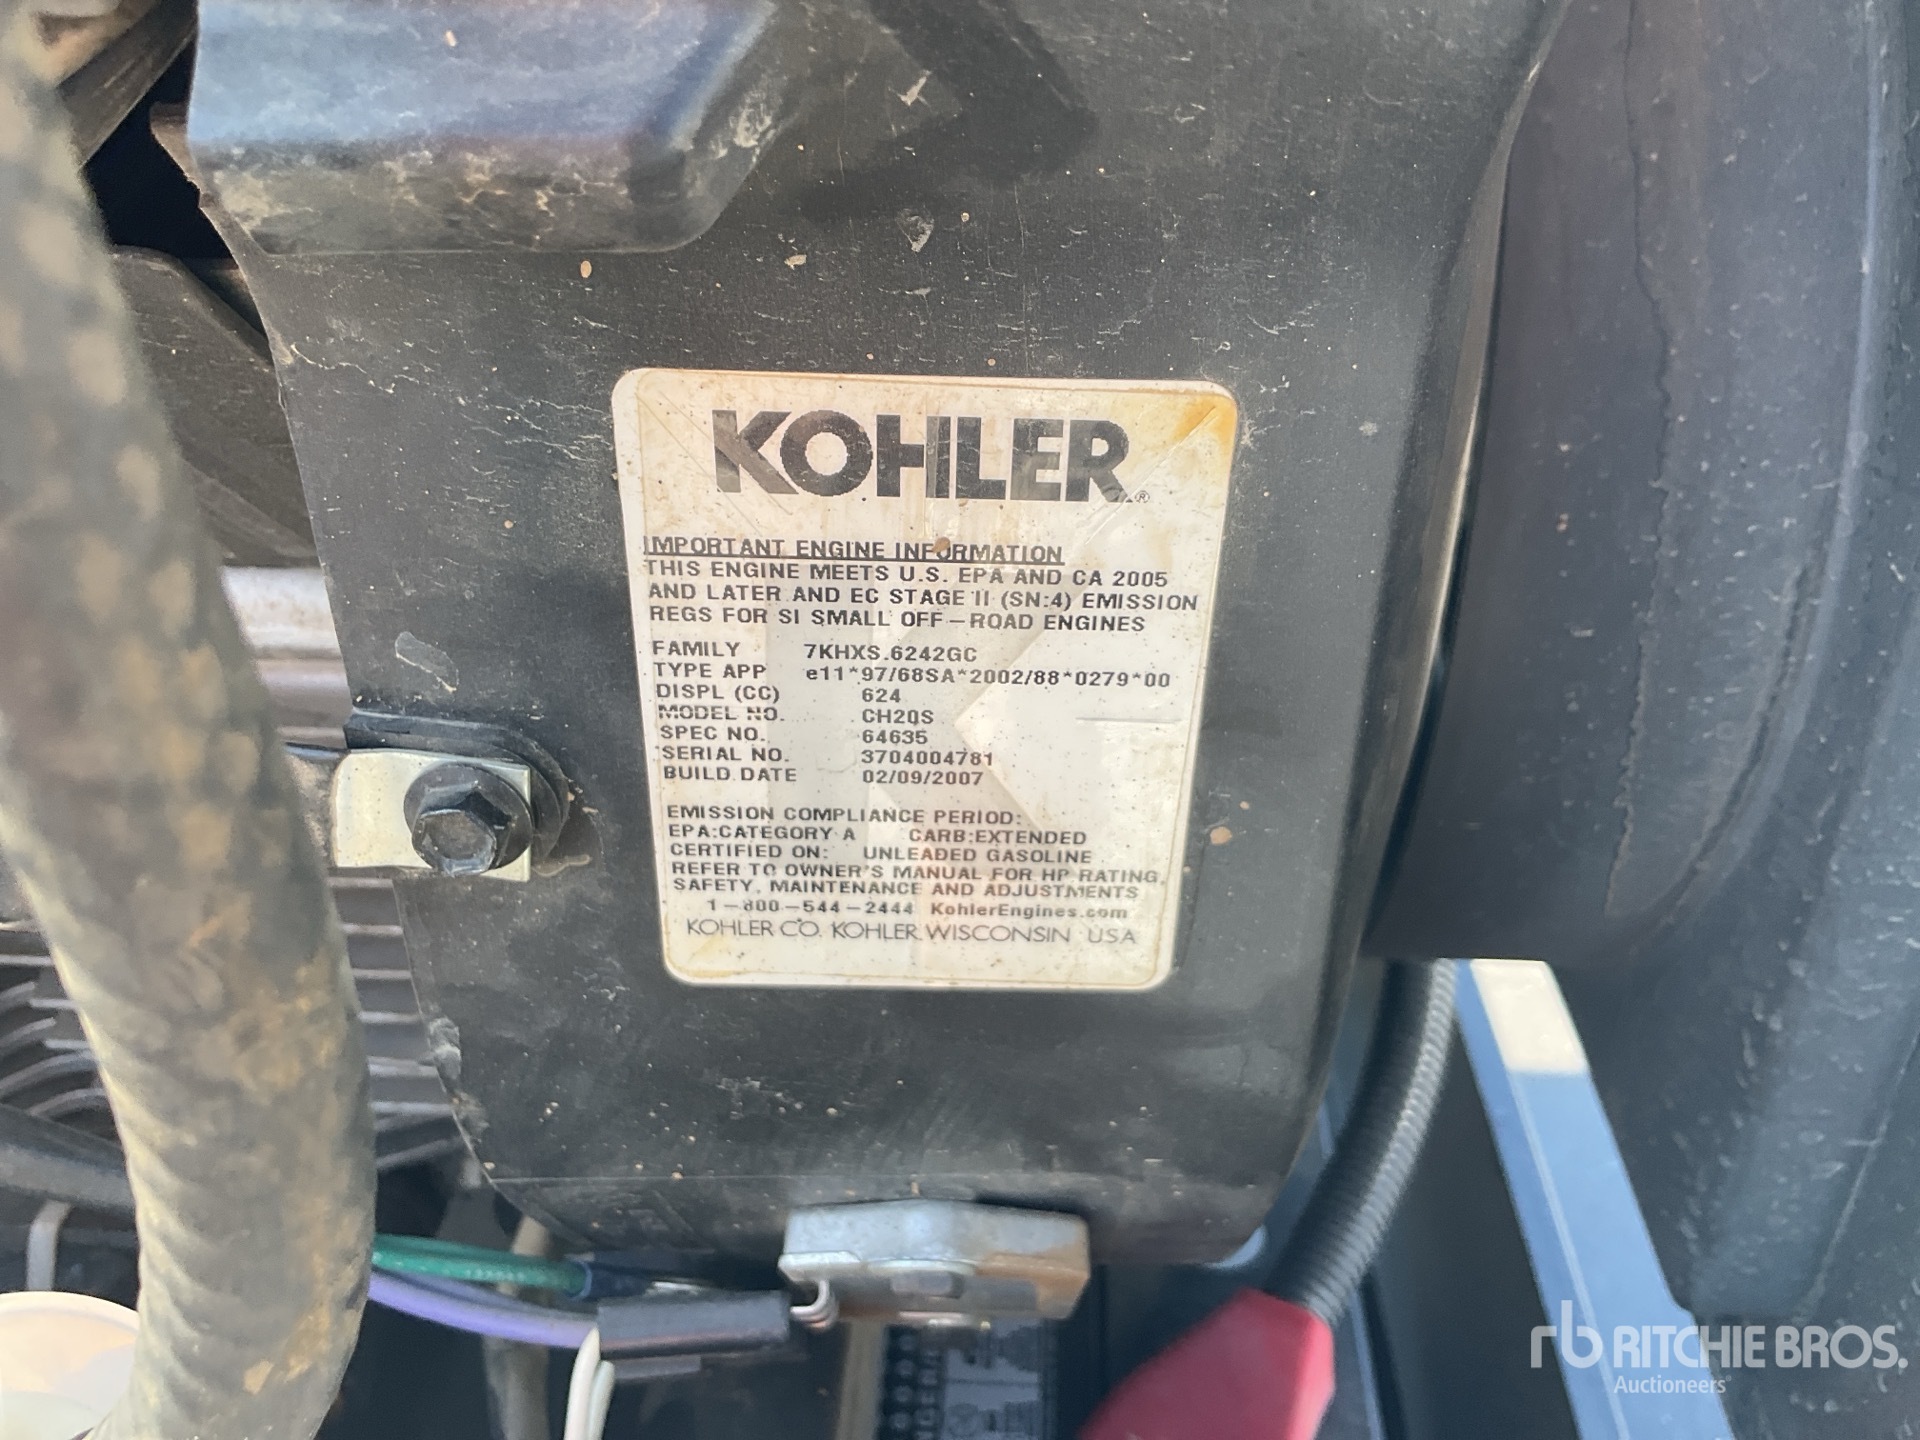 KOHLER®
IMPORTANT ENGINE INFORMATION
THIS ENGINE MEETS U.S. EPA AND CA 2005
AND LATER AND EC STAGE II (SN:4) EMISSION
REGS FOR SI SMALL OFF–ROAD ENGINES
FAMILY 7KHXS.6242GC
TYPE APP e11*97/68SA*2002/88*0279*00
DISPL (CC) 624
MODEL NO. CH20S
SPEC NO. 64635
SERIAL NO. 3704004781
BUILD DATE 02/09/2007
EMISSION COMPLIANCE PERIOD:
EPA:CATEGORY A CARB:EXTENDED
CERTIFIED ON: UNLEADED GASOLINE
REFER TO OWNER'S MANUAL FOR HP RATING,
SAFETY, MAINTENANCE AND ADJUSTMENTS
1–800–544–2444 KohlerEngines.com
KOHLER CO. KOHLER, WISCONSIN USA
rb RITCHIE BROS.
Auctioneers